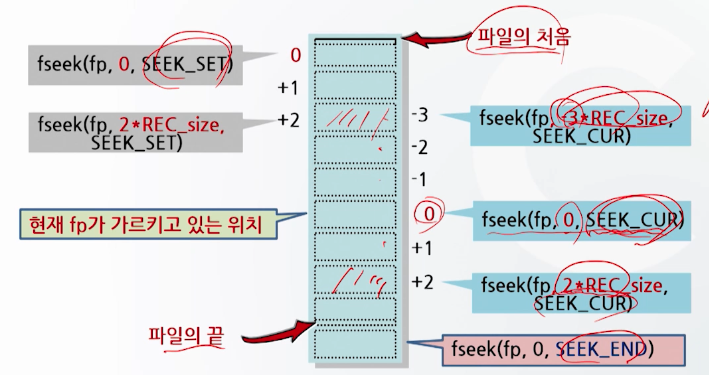 파일의 처음
fseek(fp, 0, SEEK_SET)
0
+1
fseek(fp, 2*REC_size,
SEEK_SET)
+2
-3
fseek(fp, -3*REC_size,
SEEK_CUR)
-2
-1
현재 fp가 가르키고 있는 위치
0
fseek(fp, 0, SEEK_CUR)
+1
+2
fseek(fp, 2*REC_size,
SEEK_CUR)
파일의 끝
fseek(fp, 0, SEEK_END)